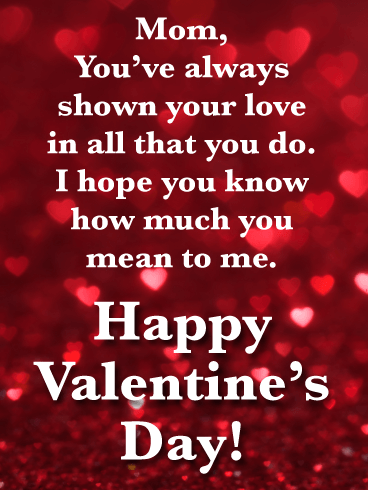 Mom,
You’ve always
shown your love
in all that you do.
I hope you know
how much you
mean to me.
Happy
Valentine’s
Day!